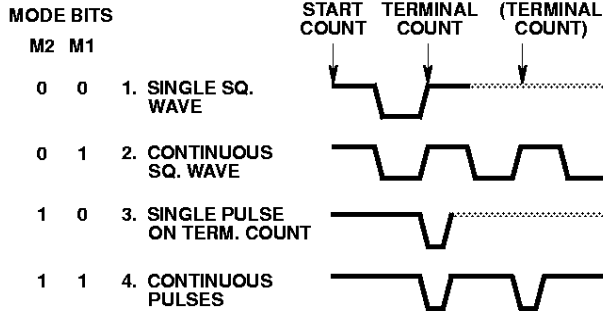 MODE BITS
M2 M1
START COUNT
TERMINAL COUNT
(TERMINAL COUNT)
0 0 1. SINGLE SQ.
WAVE
0 1 2. CONTINUOUS
SQ. WAVE
1 0 3. SINGLE PULSE
ON TERM. COUNT
1 1 4. CONTINUOUS
PULSES